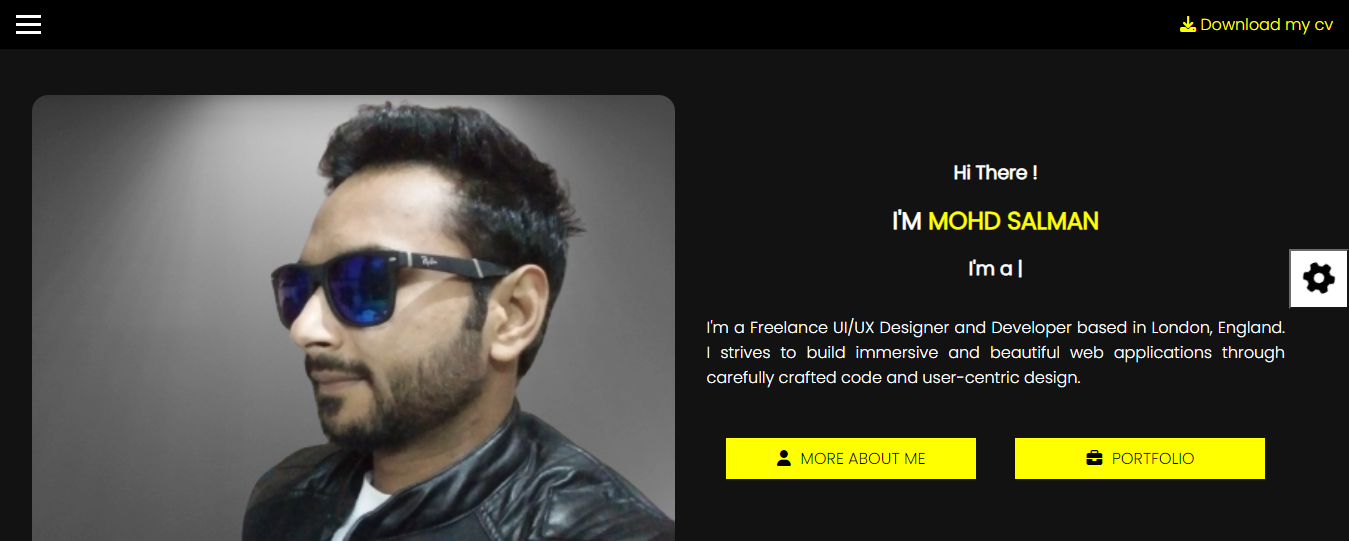 Download my cv
Hi There !
I'M MOHD SALMAN
I'm a |
I'm a Freelance UI/UX Designer and Developer based in London, England.
I strives to build immersive and beautiful web applications through
carefully crafted code and user-centric design.
MORE ABOUT ME
PORTFOLIO